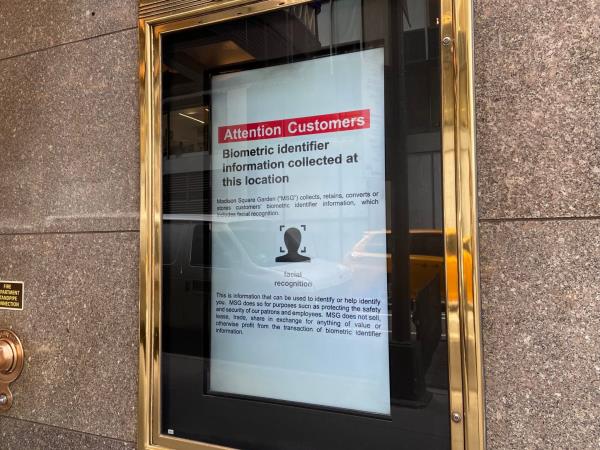 Attention Customers
Biometric identifier
information collected at
this location
Madison Square Garden ("MSG") collects, retains, converts or
stores customers' biometric identifier information, which
includes facial recognition.
facial
recognition
This is information that can be used to identify or help identify
you. MSG does so for purposes such as protecting the safety
and security of our patrons and employees. MSG does not sell,
lease, trade, share in exchange for anything of value or
otherwise profit from the transaction of biometric identifier
information.
FIRE
DEPARTMENT
STANDPIPE
CONNECTION